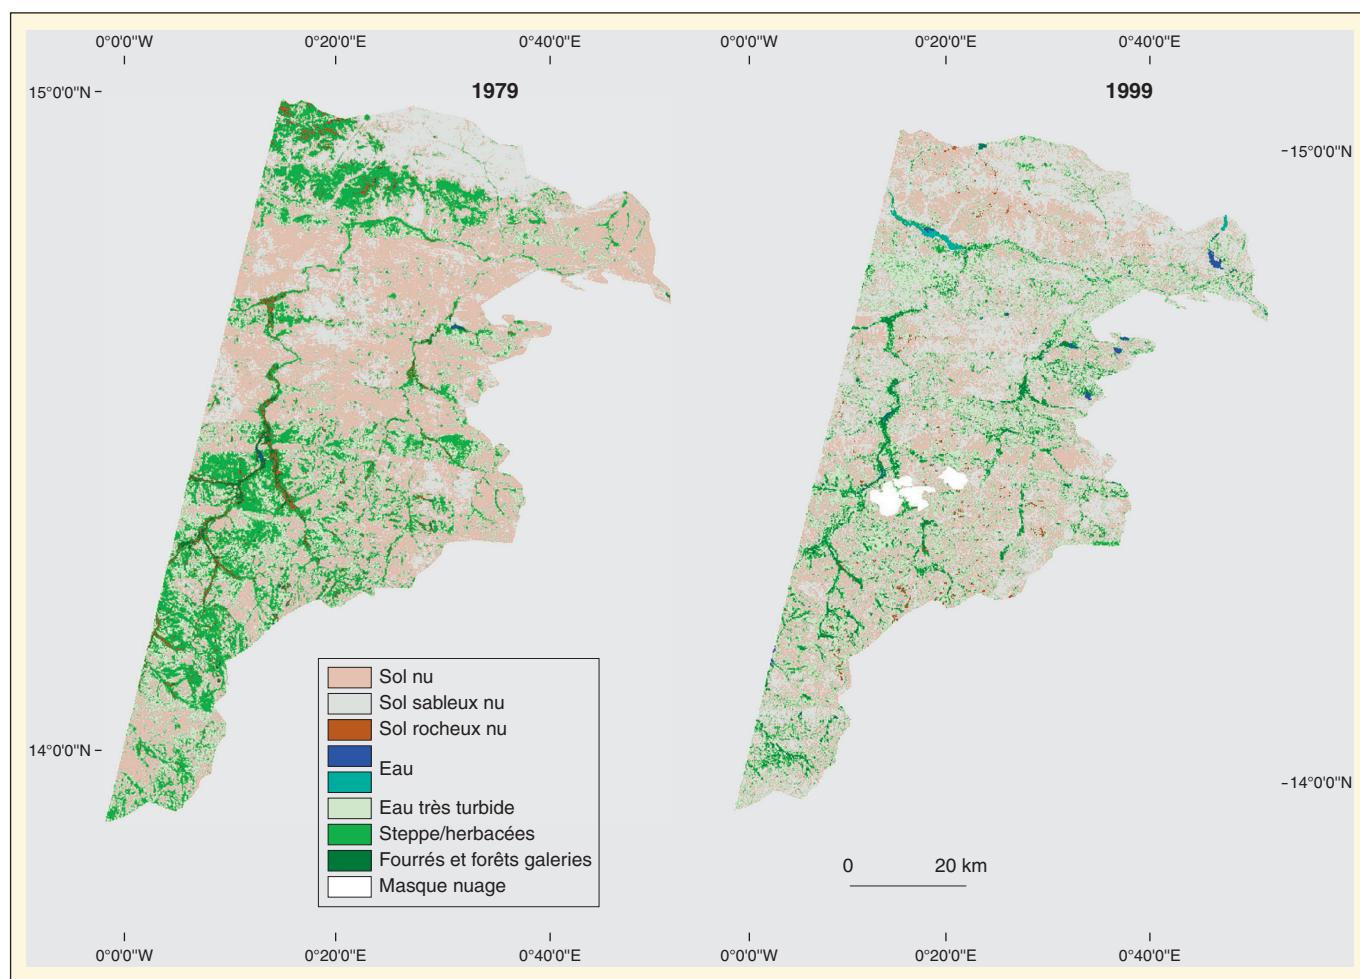 0°0'0"W 0°20'0"E 0°40'0"E 0°0'0"W 0°20'0"E 0°40'0"E
15°0'0"N
1979
1999
15°0'0"N
Sol nu
Sol sableux nu
Sol rocheux nu
Eau
Eau très turbide
Steppe/herbacées
Fourrés et forêts galeries
Masque nuage
14°0'0"N
14°0'0"N
0 20 km
0°0'0"W 0°20'0"E 0°40'0"E 0°0'0"W 0°20'0"E 0°40'0"E